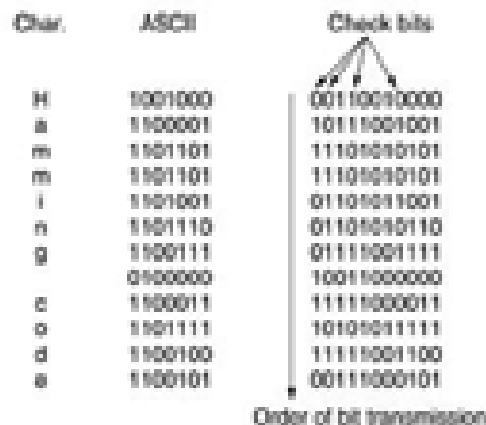 Char. ASCII Check bits
H 1001000 00110010000
a 1100001 10111001001
m 1101101 11101010101
m 1101101 11101010101
i 1101001 01101011001
n 1101110 01101010110
g 1100111 01111001111
0100000 10011000000
c 1100011 11111000011
o 1101111 10101011111
d 1100100 11111001100
e 1100101 00111000101
Order of bit transmission